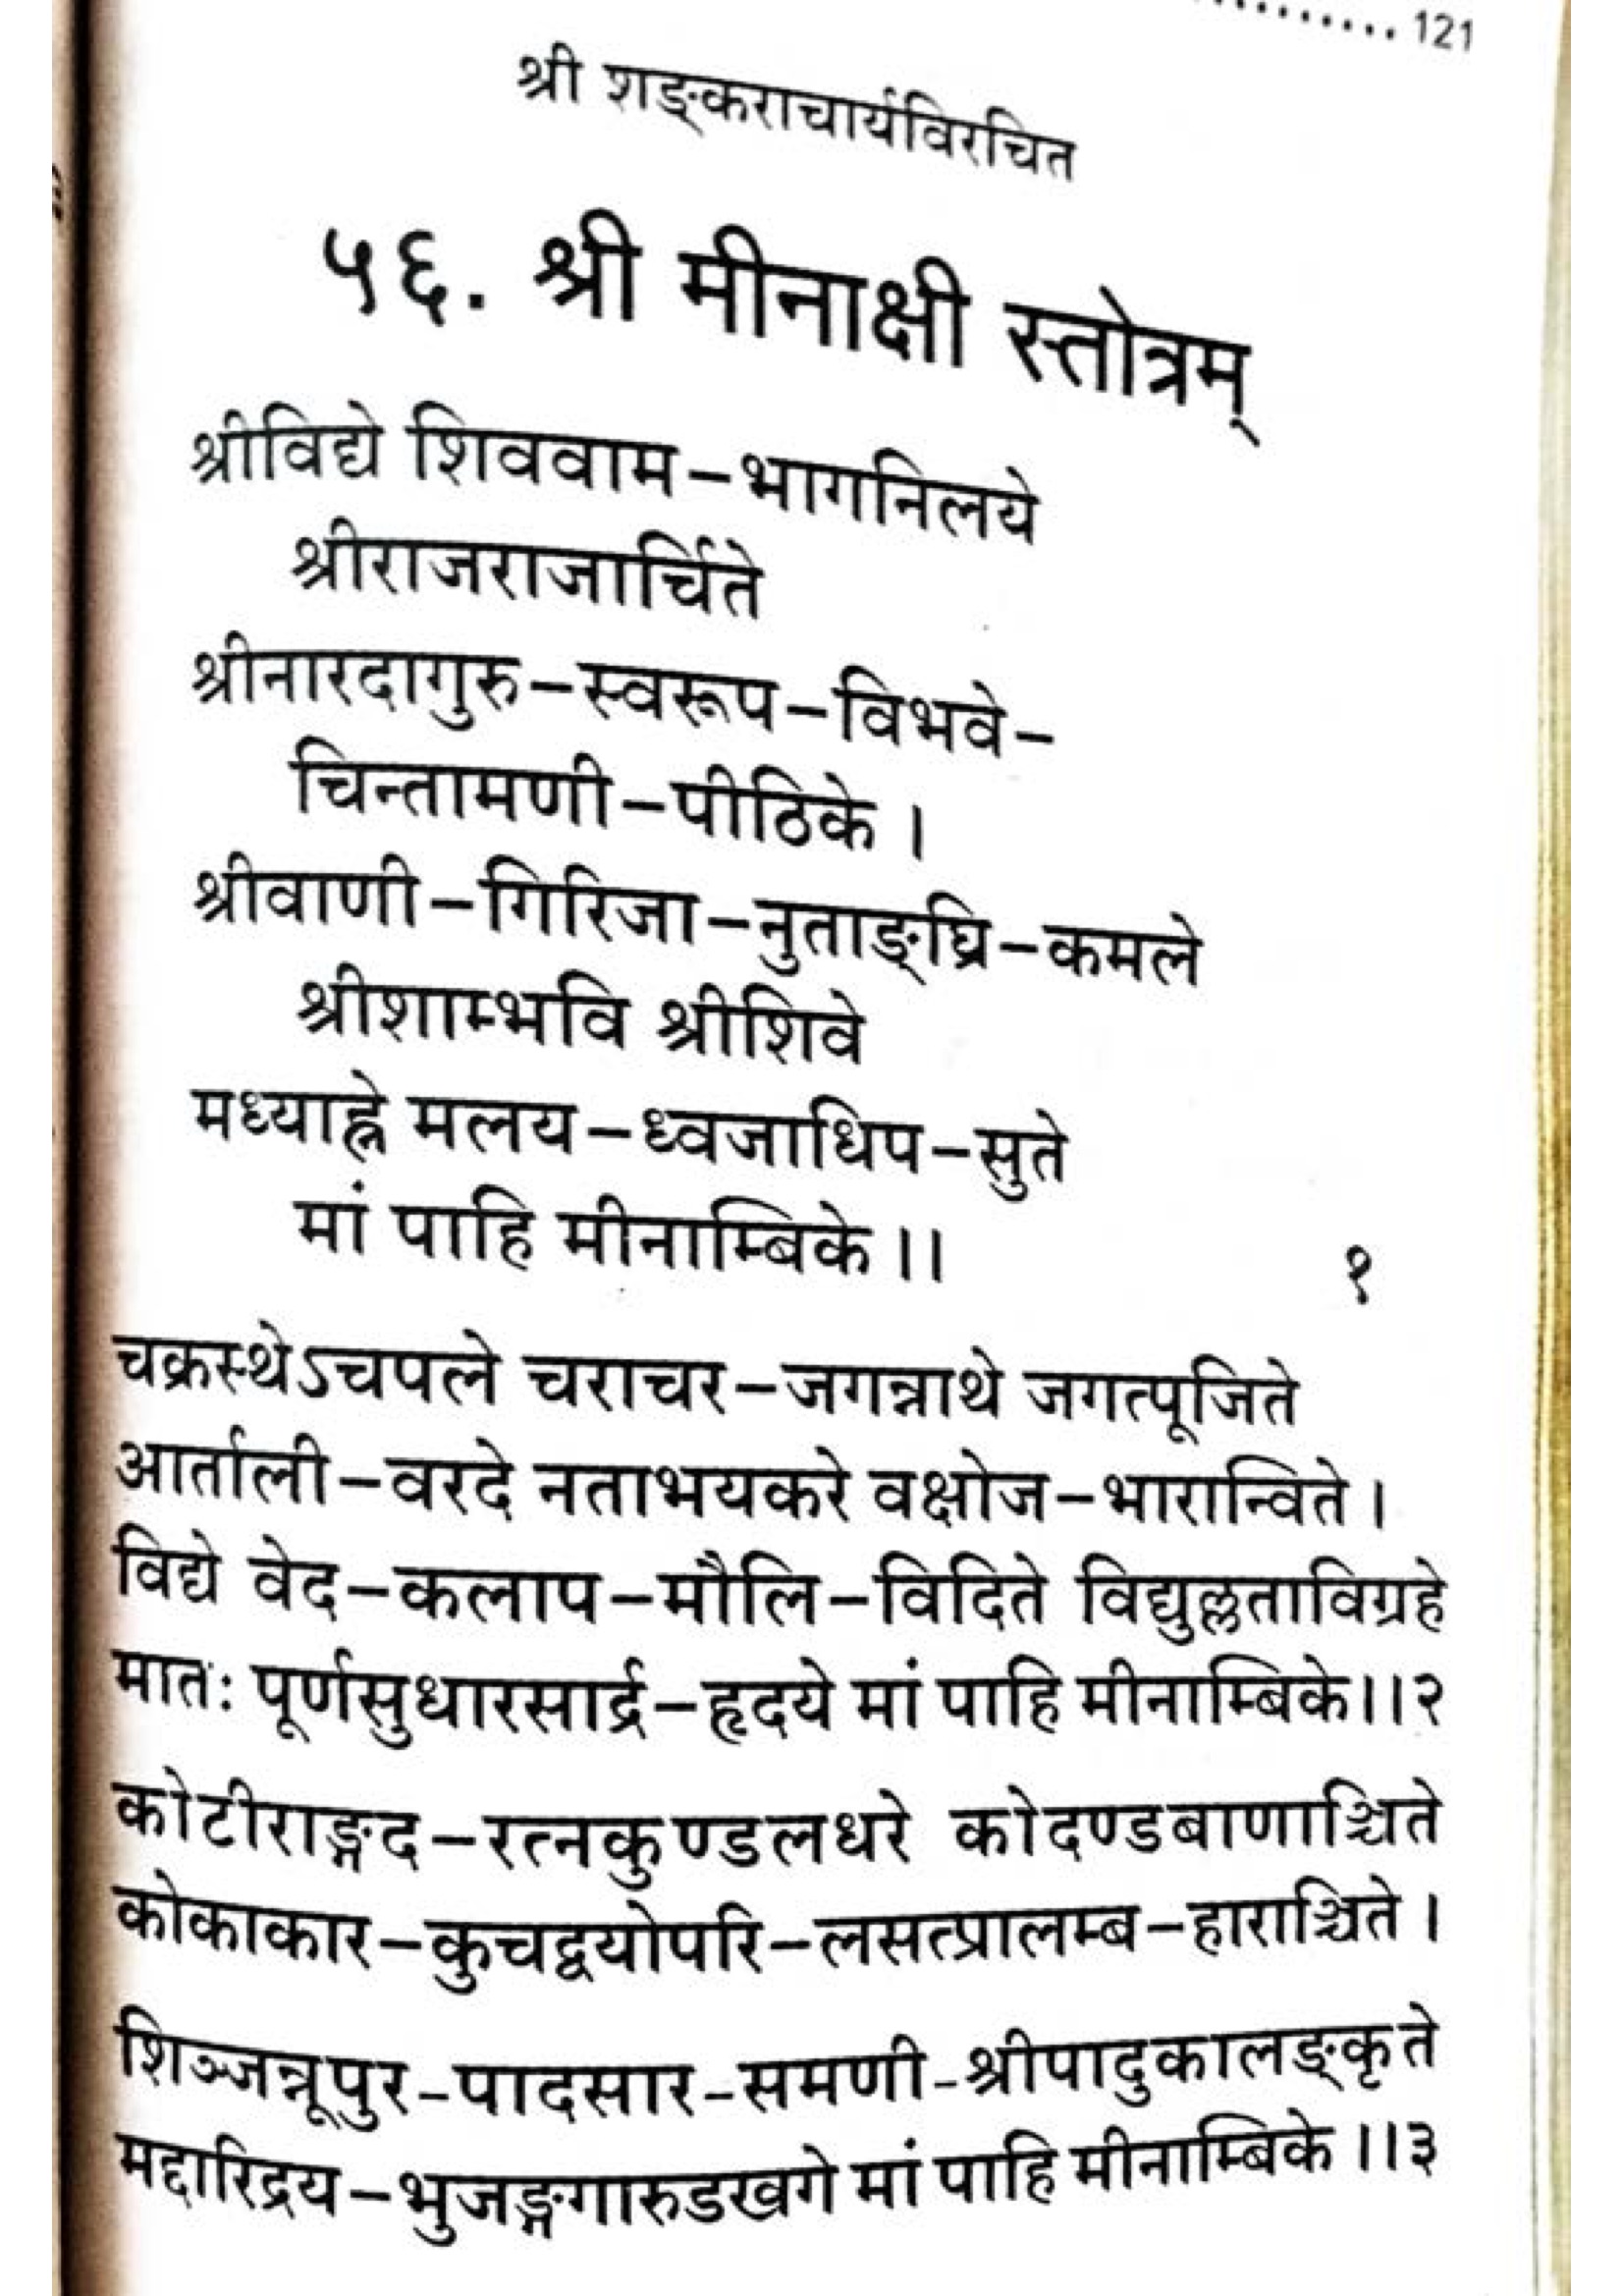 .......... 121
श्री शङ्कराचार्यविरचित
५६. श्री मीनाक्षी स्तोत्रम्
श्रीविद्ये शिववाम–भागनिलये
श्रीराजराजार्चिते
श्रीनारदागुरु–स्वरूप–विभवे–
चिन्तामणी–पीठिके ।
श्रीवाणी–गिरिजा–नुताङ्घ्रि–कमले
श्रीशाम्भवि श्रीशिवे
मध्याह्ने मलय–ध्वजाधिप–सुते
मां पाहि मीनाम्बिके ।।
१
चक्रस्थेऽचपले चराचर–जगन्नाथे जगत्पूजिते
आर्ताली–वरदे नताभयकरे वक्षोज–भारान्विते ।
विद्ये वेद–कलाप–मौलि–विदिते विद्युल्लताविग्रहे
मातः पूर्णसुधारसार्द्र–हृदये मां पाहि मीनाम्बिके।।२
कोटीराङ्गद–रत्नकुण्डलधरे कोदण्डबाणाश्चिते
कोकाकार–कुचद्वयोपरि–लसत्प्रालम्ब–हाराश्चिते ।
शिञ्जन्नूपुर–पादसार–समणी–श्रीपादुकालङ्कृते
मद्दारिद्रय–भुजङ्गगारुडखगे मां पाहि मीनाम्बिके ।।३